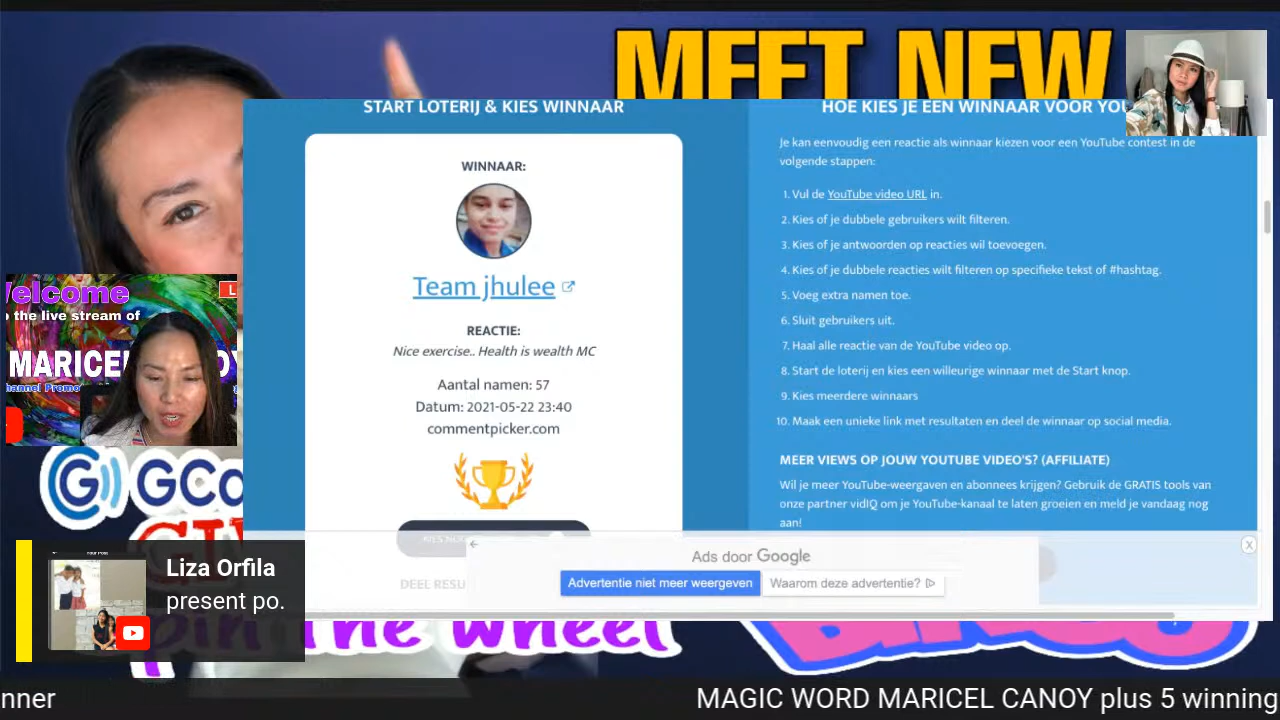 MEET NEW
START LOTERIJ & KIES WINNAAR
WINNAAR:
Team jhulee
REACTIE:
Nice exercise.. Health is wealth MC
Aantal namen: 57
Datum: 2021-05-22 23:40
commentpicker.com
DEEL RESU
HOE KIES JE EEN WINNAAR VOOR YOU
Je kan eenvoudig een reactie als winnaar kiezen voor een YouTube contest in de
volgende stappen:
1. Vul de YouTube video URL in.
2. Kies of je dubbele gebruikers wilt filteren.
3. Kies of je antwoorden op reacties wil toevoegen.
4. Kies of je dubbele reacties wilt filteren op specifieke tekst of #hashtag.
5. Voeg extra namen toe.
6. Sluit gebruikers uit.
7. Haal alle reactie van de YouTube video op.
8. Start de loterij en kies een willeurige winnaar met de Start knop.
9. Kies meerdere winnaars
10. Maak een unieke link met resultaten en deel de winnaar op social media.
MEER VIEWS OP JOUW YOUTUBE VIDEO'S? (AFFILIATE)
Wil je meer YouTube-weergaven en abonnees krijgen? Gebruik de GRATIS tools van
onze partner vidIQ om je YouTube-kanaal te laten groeien en meld je vandaag nog
aan!
Ads door Google
Advertentie niet meer weergeven
Waarom deze advertentie?
Welcome
the live stream of
MARICEL
GCa
Liza Orfila
present po.
the wheel
nner
MAGIC WORD MARICEL CANOY plus 5 winning